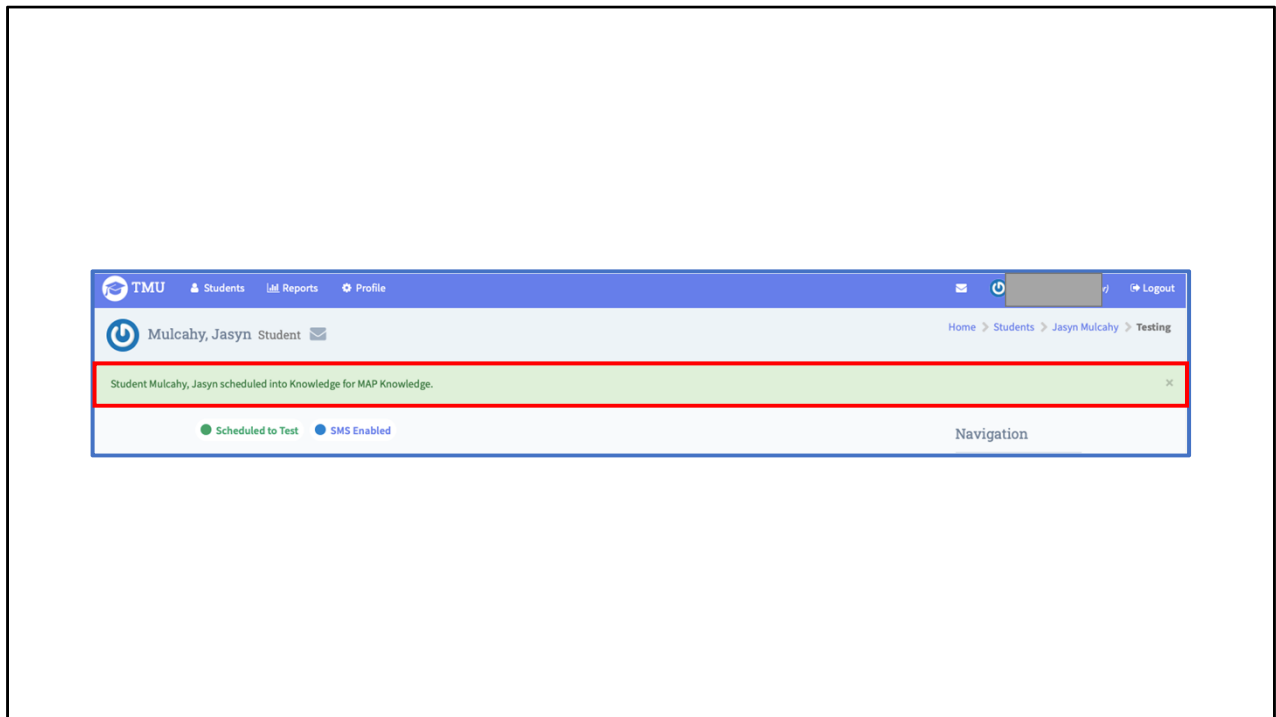 TMU Students Reports Profile r) Logout
Mulcahy, Jasyn Student Home Students Jasyn Mulcahy Testing
Student Mulcahy, Jasyn scheduled into Knowledge for MAP Knowledge. ×
Scheduled to Test SMS Enabled
Navigation